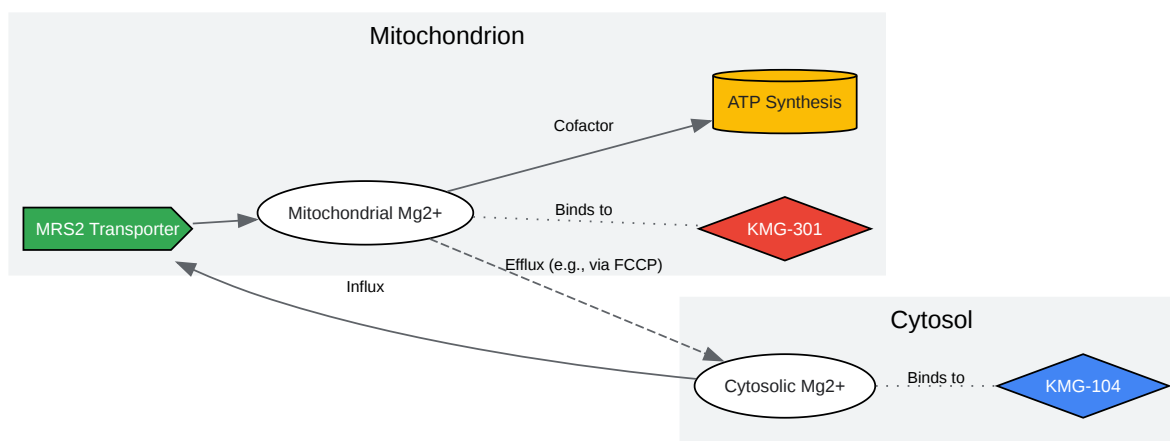 Mitochondrion
ATP Synthesis
Cofactor
MRS2 Transporter
Mitochondrial Mg2+
Binds to
KMG-301
Efflux (e.g., via FCCP)
Influx
Cytosol
Cytosolic Mg2+
Binds to
KMG-104